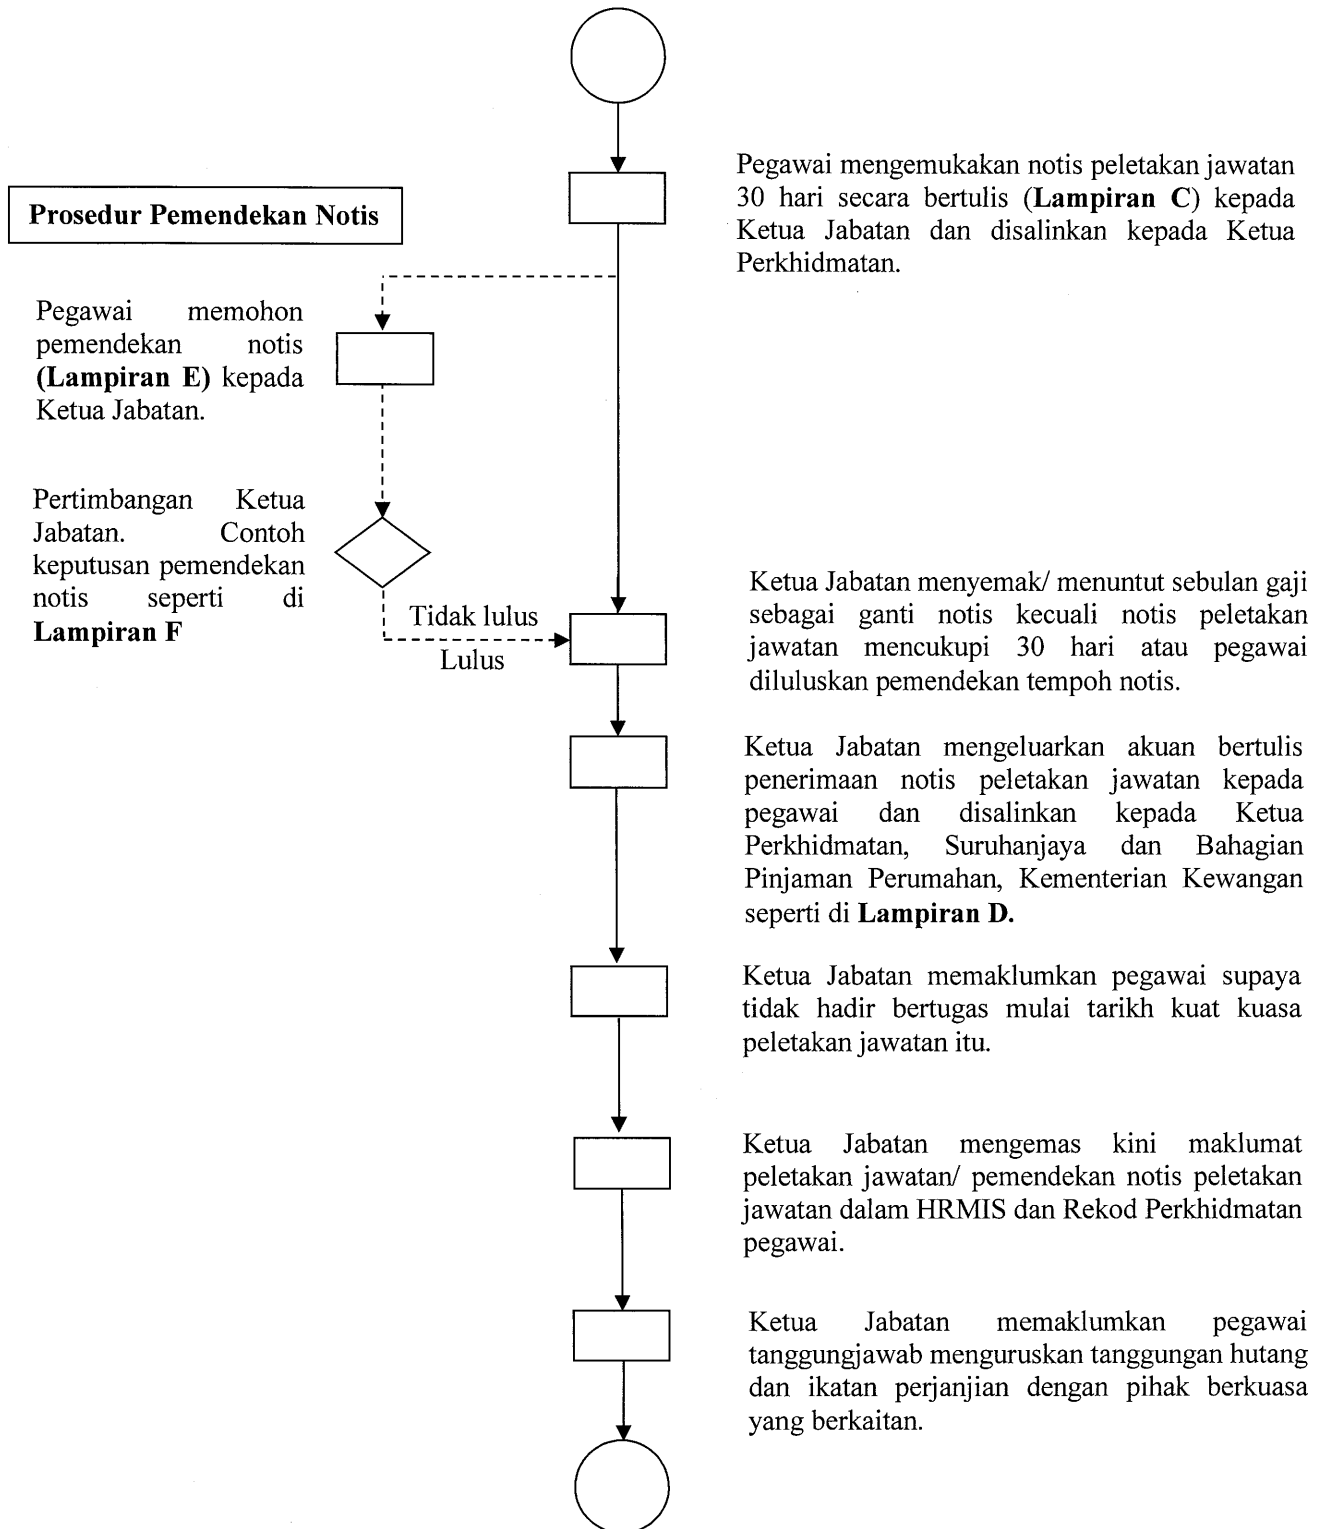 Pegawai mengemukakan notis peletakan jawatan
30 hari secara bertulis (Lampiran C) kepada
Ketua Jabatan dan disalinkan kepada Ketua
Perkhidmatan.
Prosedur Pemendekan Notis
Pegawai memohon
pemendekan notis
(Lampiran E) kepada
Ketua Jabatan.
Pertimbangan Ketua
Jabatan. Contoh
keputusan pemendekan
notis seperti di
Lampiran F
Tidak lulus
Lulus
Ketua Jabatan menyemak/ menuntut sebulan gaji
sebagai ganti notis kecuali notis peletakan
jawatan mencukupi 30 hari atau pegawai
diluluskan pemendekan tempoh notis.
Ketua Jabatan mengeluarkan akuan bertulis
penerimaan notis peletakan jawatan kepada
pegawai dan disalinkan kepada Ketua
Perkhidmatan, Suruhanjaya dan Bahagian
Pinjaman Perumahan, Kementerian Kewangan
seperti di Lampiran D.
Ketua Jabatan memaklumkan pegawai supaya
tidak hadir bertugas mulai tarikh kuat kuasa
peletakan jawatan itu.
Ketua Jabatan mengemas kini maklumat
peletakan jawatan/ pemendekan notis peletakan
jawatan dalam HRMIS dan Rekod Perkhidmatan
pegawai.
Ketua Jabatan memaklumkan pegawai
tanggungjawab menguruskan tanggungan hutang
dan ikatan perjanjian dengan pihak berkuasa
yang berkaitan.